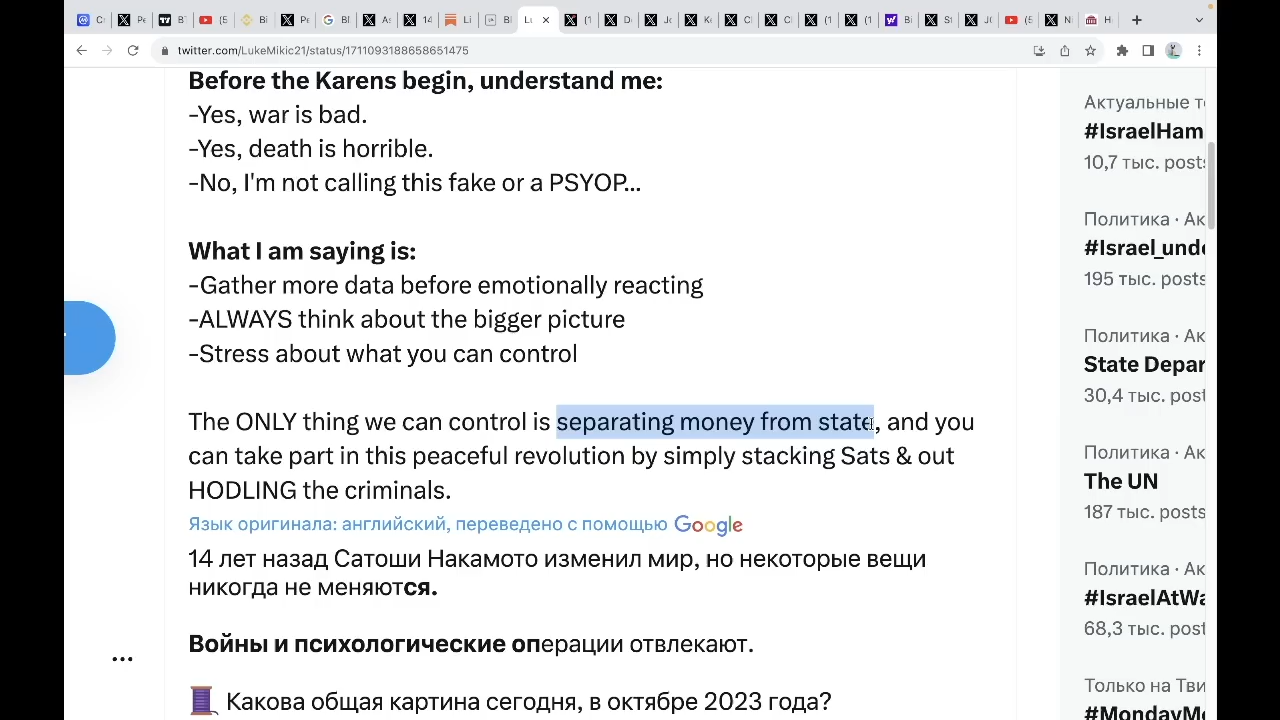 twitter.com/LukeMikic21/status/1711093188658651475
Before the Karens begin, understand me:
-Yes, war is bad.
-Yes, death is horrible.
-No, I'm not calling this fake or a PSYOP...
What I am saying is:
-Gather more data before emotionally reacting
-ALWAYS think about the bigger picture
-Stress about what you can control
The ONLY thing we can control is separating money from state, and you
can take part in this peaceful revolution by simply stacking Sats & out
HODLING the criminals.
Язык оригинала: английский, переведено с помощью Google
14 лет назад Сатоши Накамото изменил мир, но некоторые вещи
никогда не меняются.
Войны и психологические операции отвлекают.
Какова общая картина сегодня, в октябре 2023 года?
Актуальные т
#IsraelHam
10,7 тыс. posts
Политика · Ак
#Israel_unde
195 тыс. posts
Политика · Ак
State Depar
30,4 тыс. posts
Политика · Ак
The UN
187 тыс. posts
Политика · Ак
#IsraelAtWa
68,3 тыс. post
Только на Тви
#MondayMo